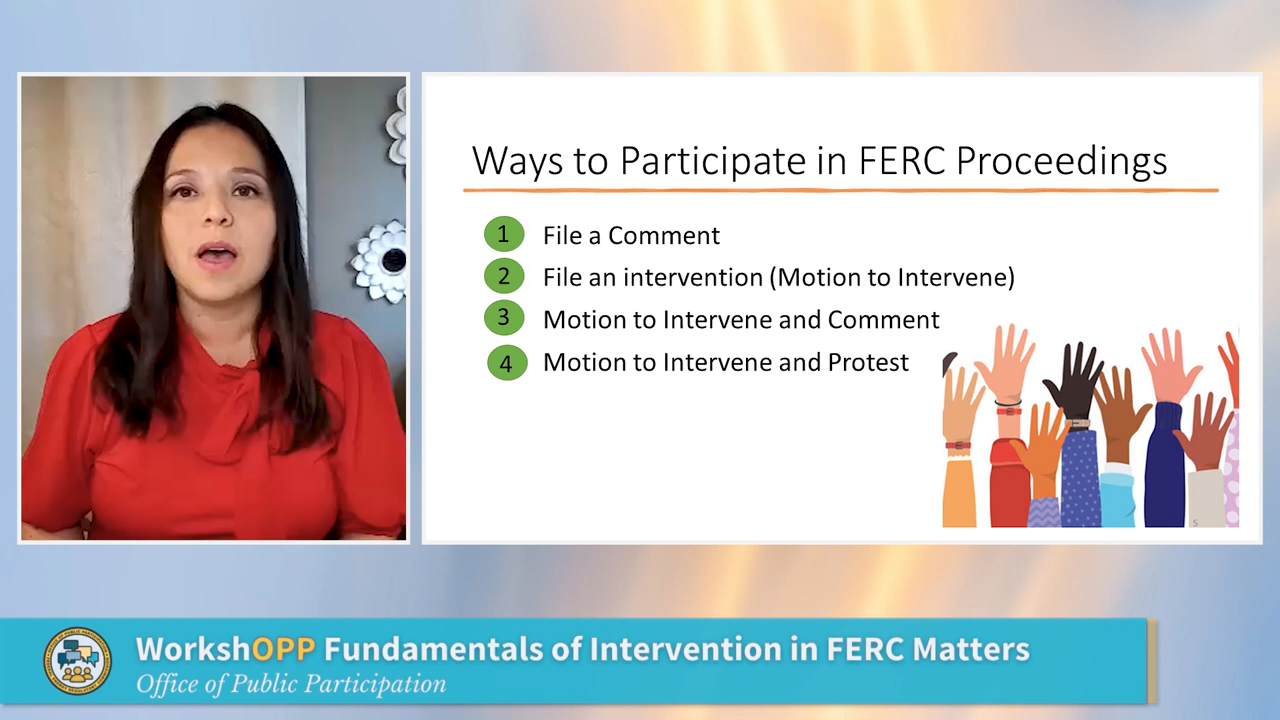 Ways to Participate in FERC Proceedings
1 File a Comment
2 File an intervention (Motion to Intervene)
3 Motion to Intervene and Comment
4 Motion to Intervene and Protest
5
WorkshOPP Fundamentals of Intervention in FERC Matters
Office of Public Participation